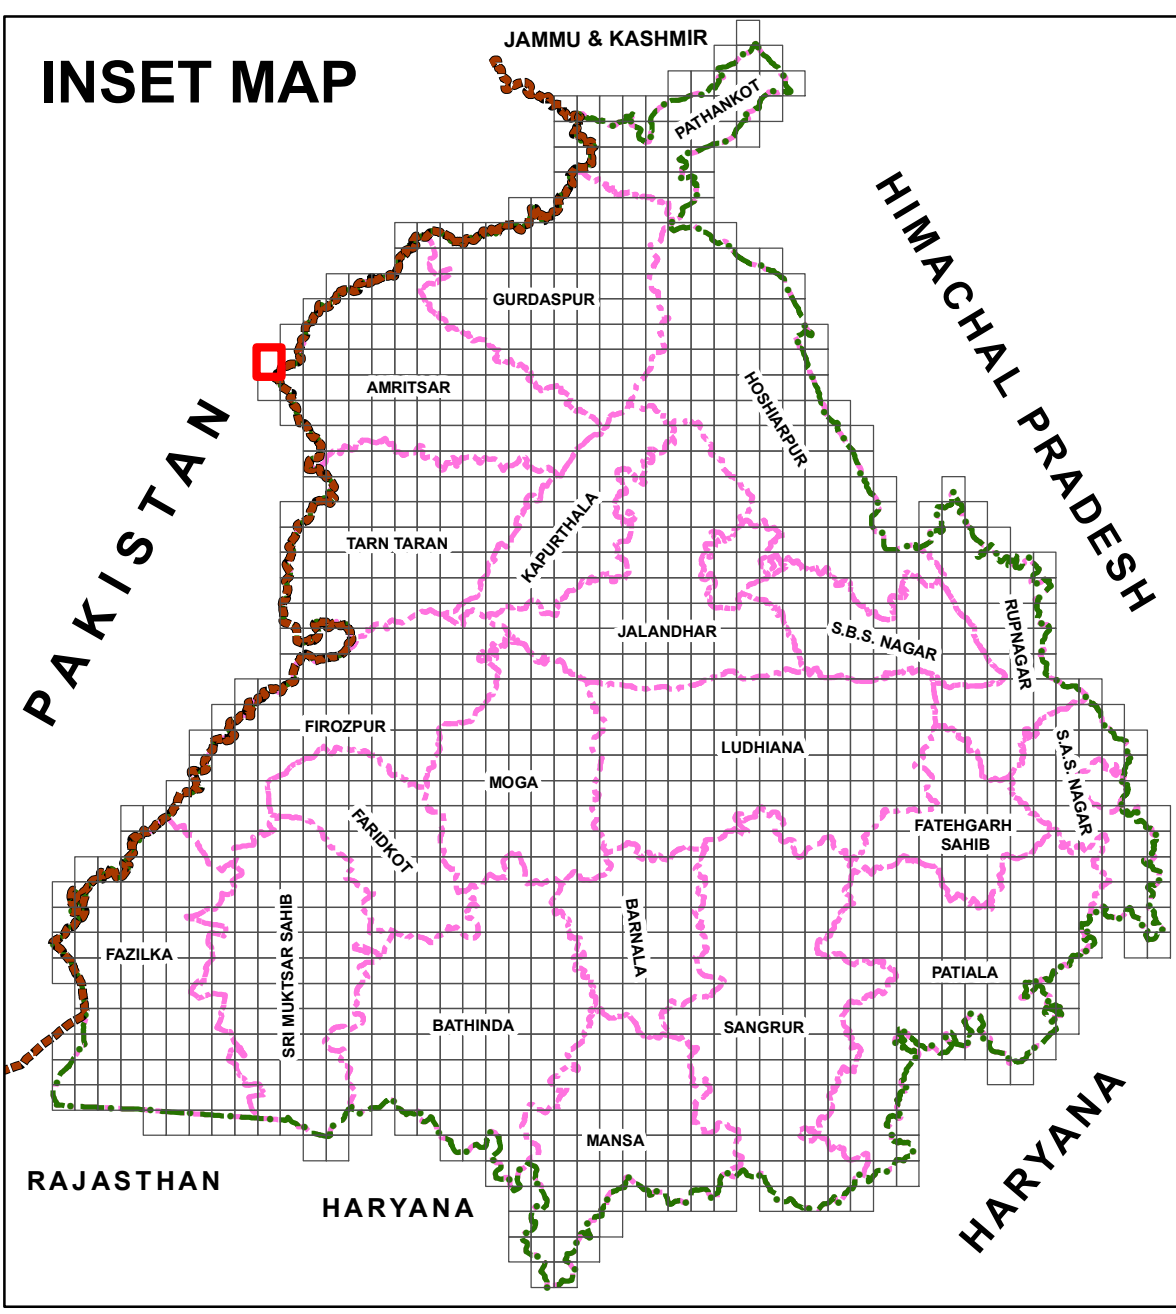 JAMMU & KASHMIR
INSET MAP
PATHANKOT
HIMACHAL PRADESH
GURDASPUR
AMRITSAR
HOSHIARPUR
PAKISTAN
KAPURTHALA
TARN TARAN
JALANDHAR
S.B.S. NAGAR
RUPNAGAR
FIROZPUR
LUDHIANA
S.A.S. NAGAR
MOGA
FARIDKOT
FATEHGARH
SAHIB
SRI MUKTSAR SAHIB
BARNALA
FAZILKA
PATIALA
BATHINDA
SANGRUR
MANSA
RAJASTHAN
HARYANA
HARYANA